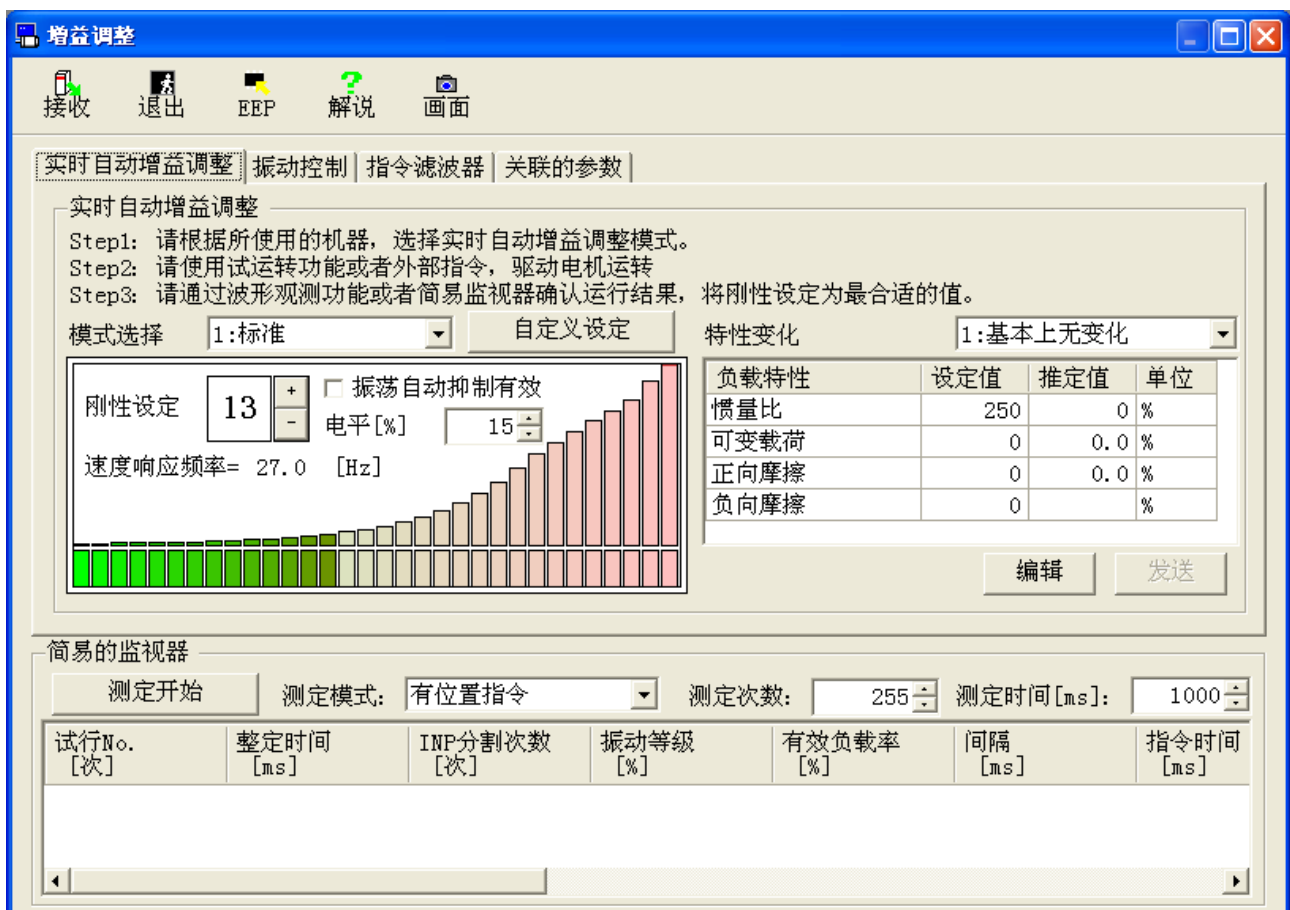 增益调整
接收 退出 EEP 解说 画面
实时自动增益调整 振动控制 指令滤波器 关联的参数
实时自动增益调整
Step1: 请根据所使用的机器，选择实时自动增益调整模式。
Step2: 请使用试运转功能或者外部指令，驱动电机运转
Step3: 请通过波形观测功能或者简易监视器确认运行结果，将刚性设定为最合适的值。
模式选择 1:标准 自定义设定 特性变化 1:基本上无变化
刚性设定 13 + -
振荡自动抑制有效
电平[%] 15
速度响应频率= 27.0 [Hz]
负载特性 设定值 推定值 单位
惯量比 250 0 %
可变载荷 0 0.0 %
正向摩擦 0 0.0 %
负向摩擦 0 %
编辑 发送
简易的监视器
测定开始 测定模式: 有位置指令 测定次数: 255 测定时间[ms]: 1000
试行No. 整定时间 INP分割次数 振动等级 有效负载率 间隔 指令时间
[次] [ms] [次] [%] [%] [ms] [ms]